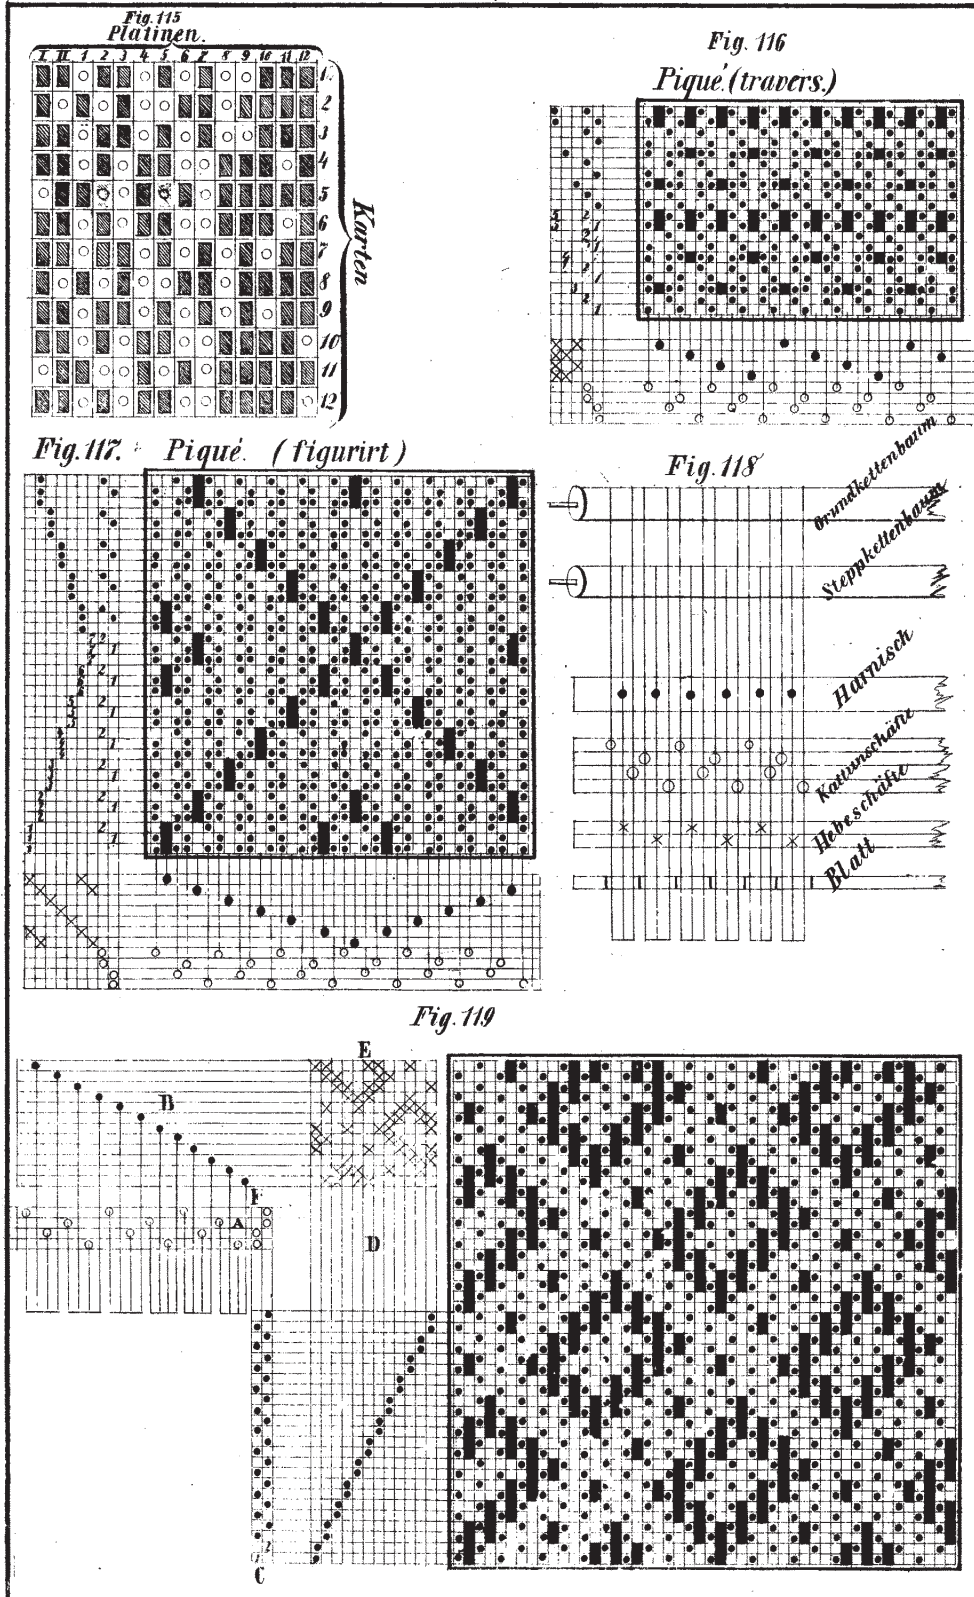 Fig. 115
Platinen.
I II 1 2 3 4 5 6 7 8 9 10 11 12
1
2
3
4
5
6
7
8
9
10
11
12
Karten
Fig. 116
Piqué (travers.)
Fig. 117. Piqué. (figurirt)
Fig. 118
Grundkettenbaum
Steppkettenbaum
Harnisch
Kattunschäfte
Hebeschäfte
Blatt
Fig. 119
E
B
F
A
D
C